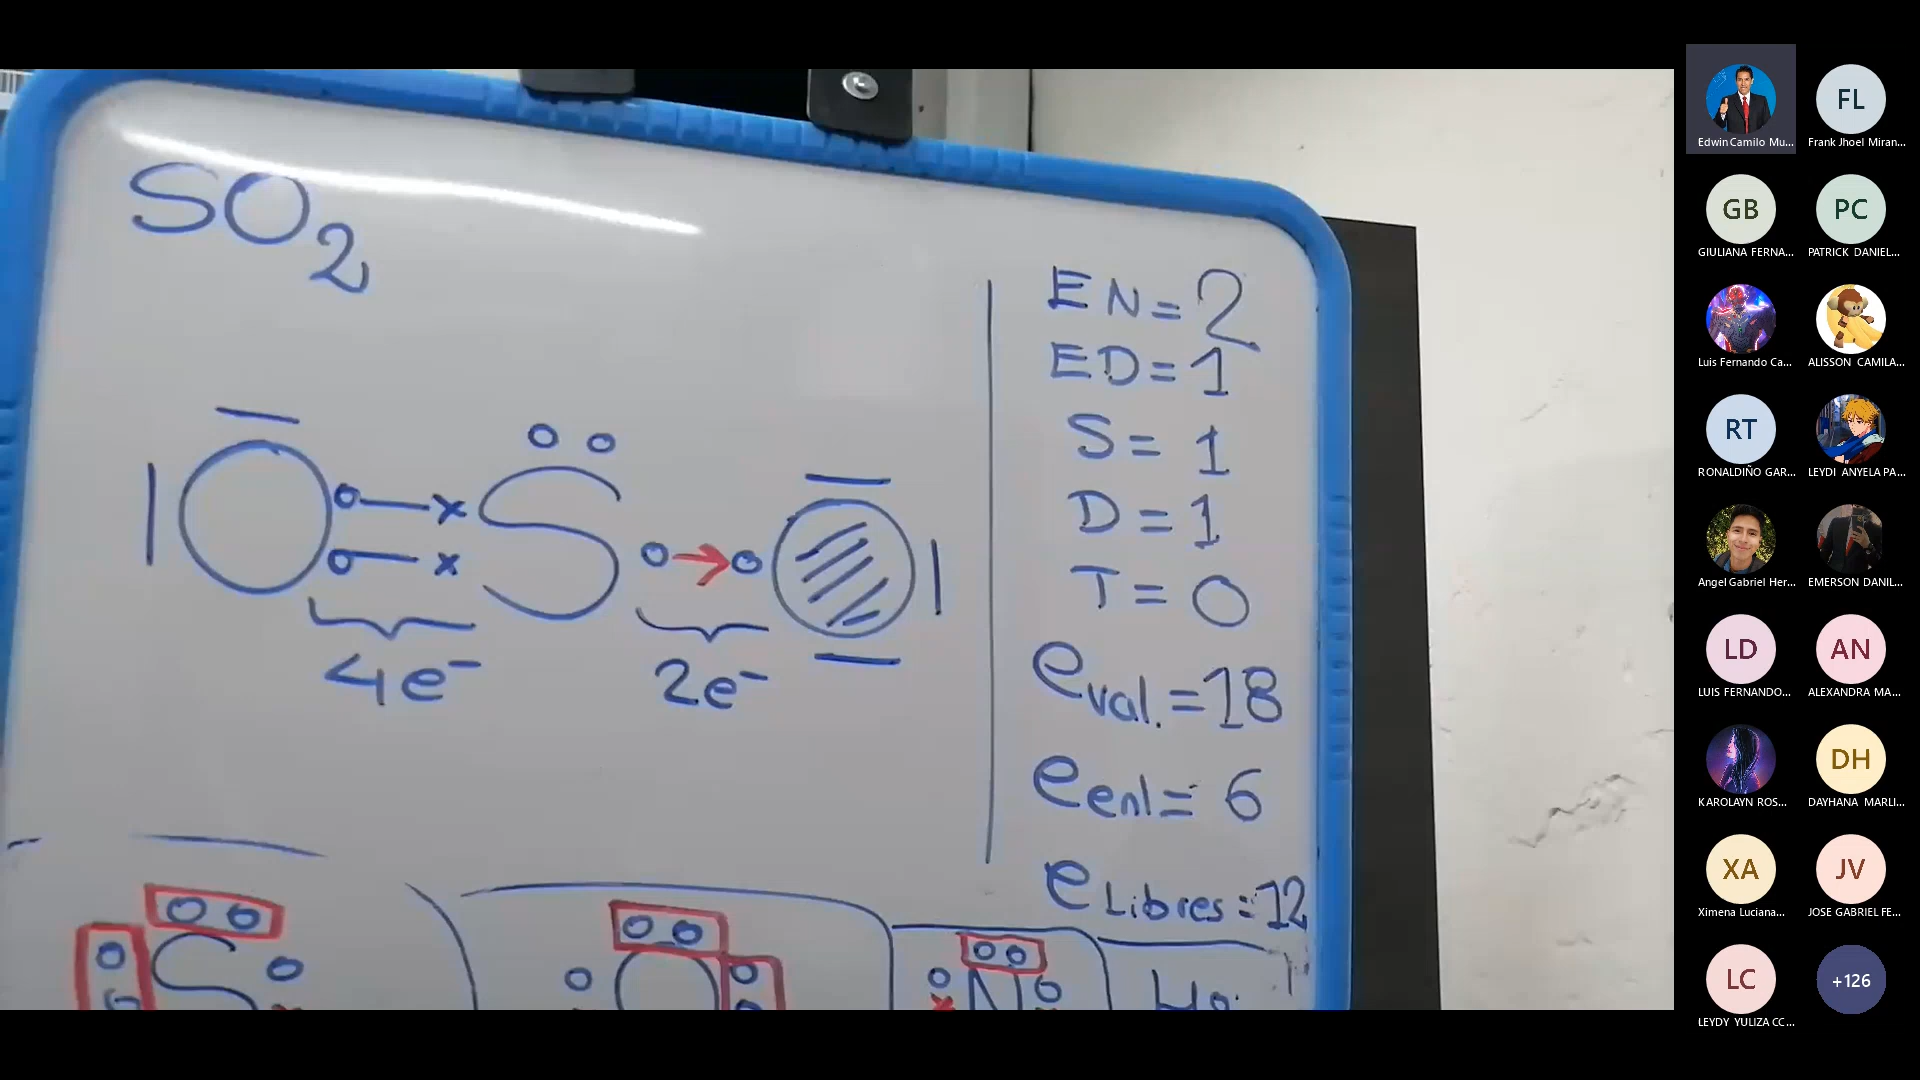 SO2
O S O
4e- 2e-
EN=2
ED=1
S=1
D=1
T=0
eval.=18
eenl=6
eLibres=12
S
O
N
Edwin Camilo Mu...
FL
Frank Jhoel Miran...
GB
GIULIANA FERNA...
PC
PATRICK DANIEL...
Luis Fernando Ca...
ALISSON CAMILA...
RT
RONALDIÑO GAR...
LEYDI ANYELA PA...
Angel Gabriel Her...
EMERSON DANIL...
LD
LUIS FERNANDO...
AN
ALEXANDRA MA...
KAROLAYN ROS...
DH
DAYHANA MARLI...
XA
Ximena Luciana...
JV
JOSE GABRIEL FE...
LC
LEYDY YULIZA CC...
+126